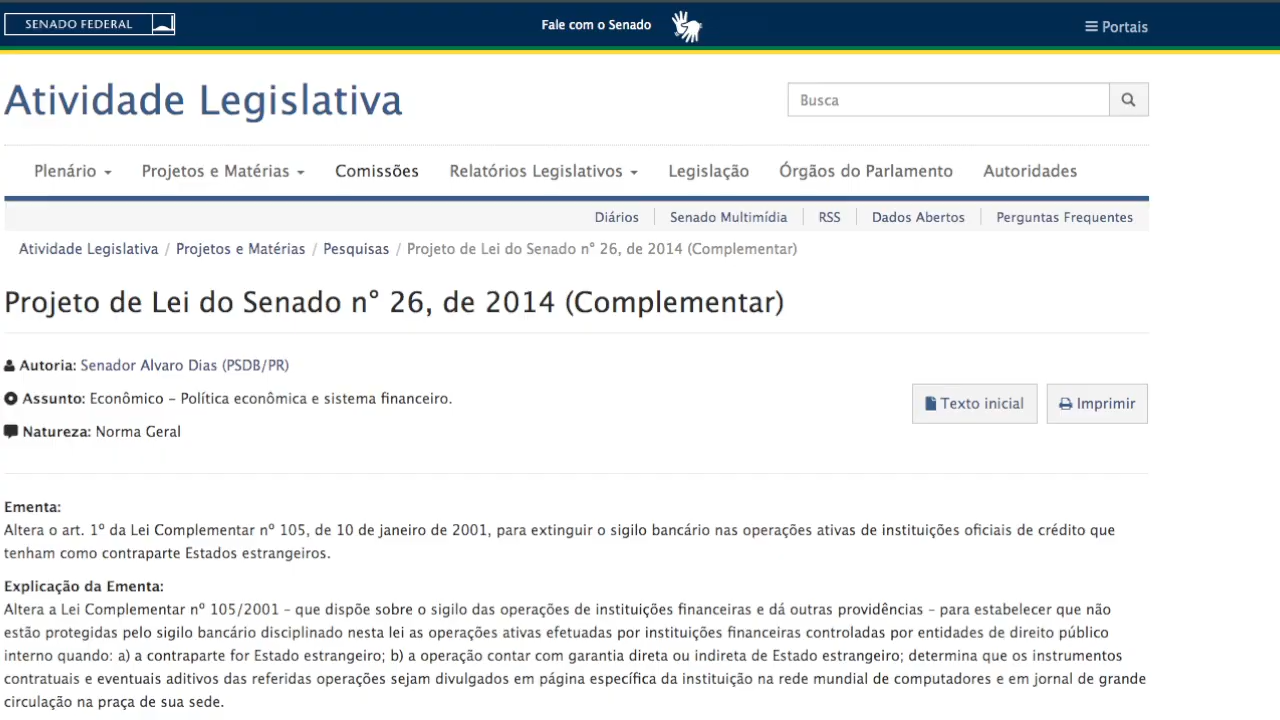 SENADO FEDERAL
Fale com o Senado
Portais
Atividade Legislativa
Busca
Plenário Projetos e Matérias Comissões Relatórios Legislativos Legislação Órgãos do Parlamento Autoridades
Diários Senado Multimídia RSS Dados Abertos Perguntas Frequentes
Atividade Legislativa / Projetos e Matérias / Pesquisas / Projeto de Lei do Senado n° 26, de 2014 (Complementar)
Projeto de Lei do Senado n° 26, de 2014 (Complementar)
Autoria: Senador Alvaro Dias (PSDB/PR)
Assunto: Econômico – Política econômica e sistema financeiro.
Natureza: Norma Geral
Texto inicial
Imprimir
Ementa:
Altera o art. 1º da Lei Complementar nº 105, de 10 de janeiro de 2001, para extinguir o sigilo bancário nas operações ativas de instituições oficiais de crédito que
tenham como contraparte Estados estrangeiros.
Explicação da Ementa:
Altera a Lei Complementar nº 105/2001 – que dispõe sobre o sigilo das operações de instituições financeiras e dá outras providências – para estabelecer que não
estão protegidas pelo sigilo bancário disciplinado nesta lei as operações ativas efetuadas por instituições financeiras controladas por entidades de direito público
interno quando: a) a contraparte for Estado estrangeiro; b) a operação contar com garantia direta ou indireta de Estado estrangeiro; determina que os instrumentos
contratuais e eventuais aditivos das referidas operações sejam divulgados em página específica da instituição na rede mundial de computadores e em jornal de grande
circulação na praça de sua sede.